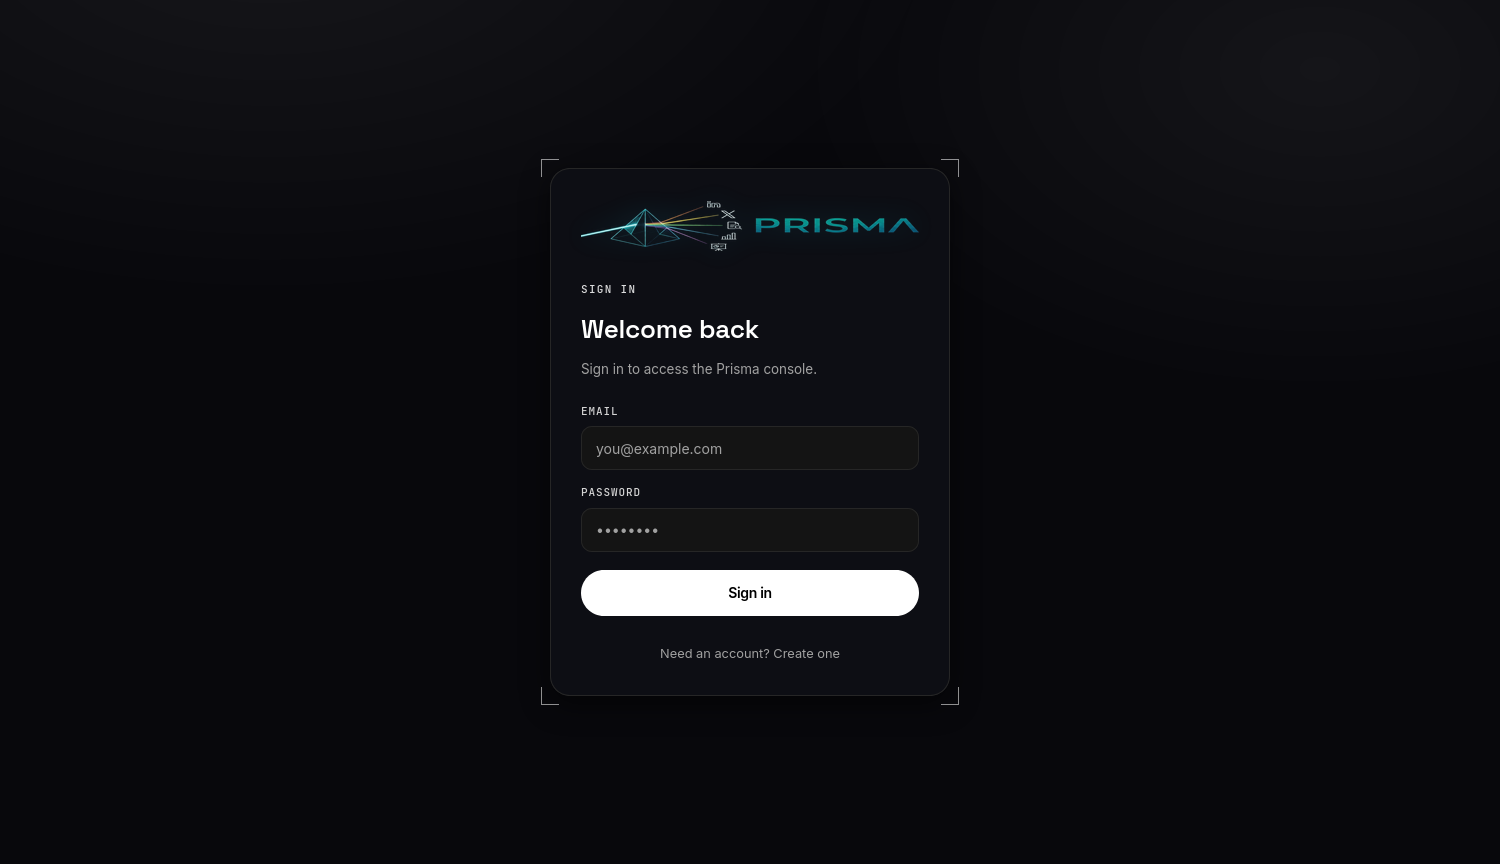 PRISMA
SIGN IN
Welcome back
Sign in to access the Prisma console.
EMAIL
you@example.com
PASSWORD
••••••••
Sign in
Need an account? Create one